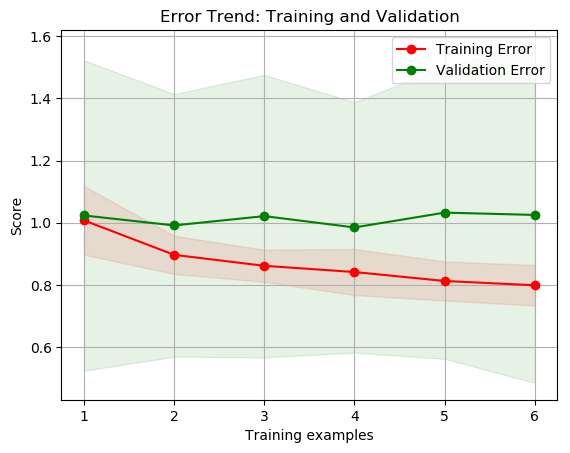 Error Trend: Training and Validation
1.6
1.4
1.2
1.0
0.8
0.6
Score
Training Error
Validation Error
1 2 3 4 5 6
Training examples